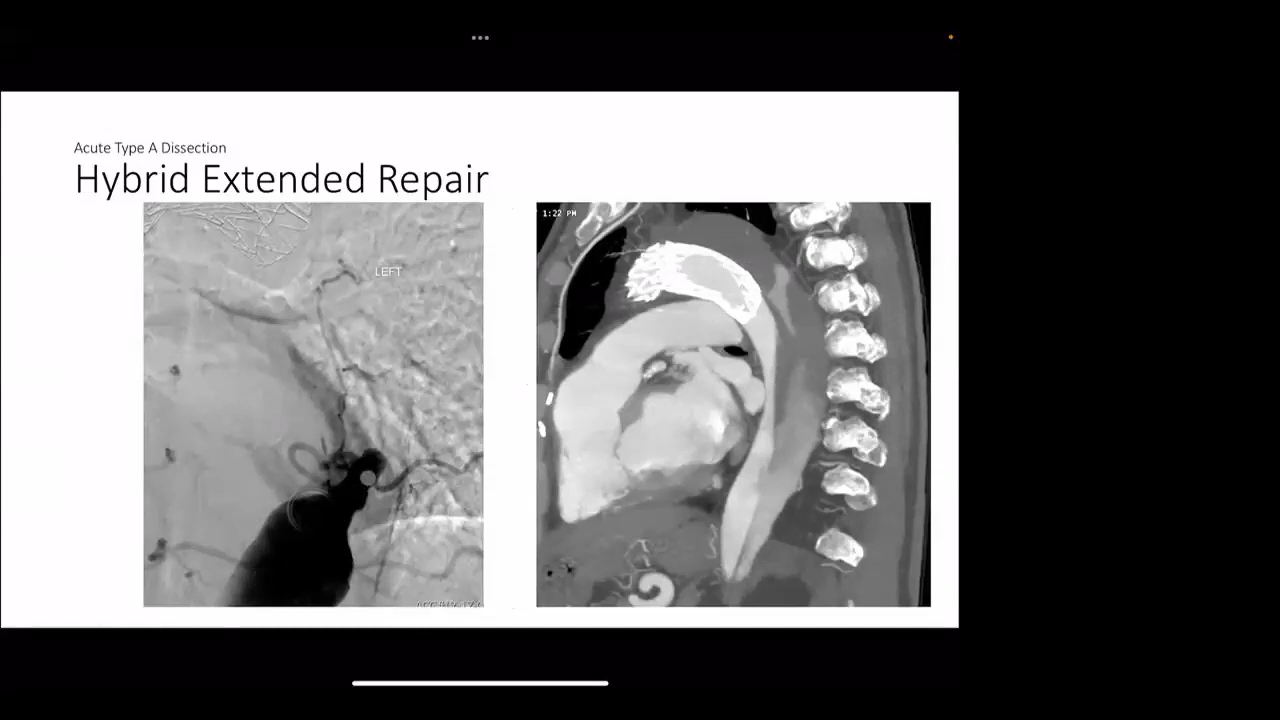 Acute Type A Dissection
Hybrid Extended Repair
LEFT
1:22 PM